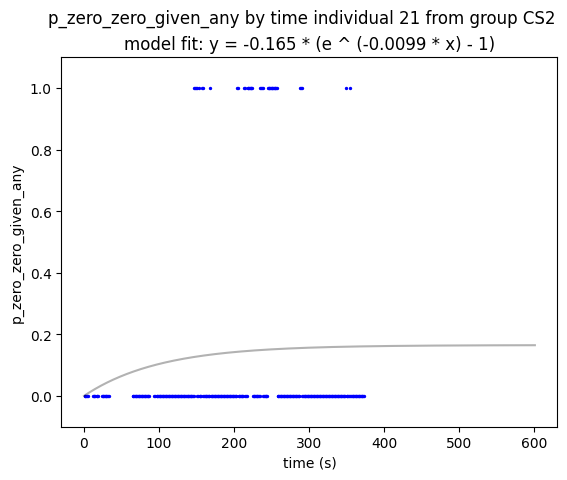 p_zero_zero_given_any by time individual 21 from group CS2
model fit: y = -0.165 * (e ^ (-0.0099 * x) - 1)
p_zero_zero_given_any
1.0
0.8
0.6
0.4
0.2
0.0
0 100 200 300 400 500 600
time (s)